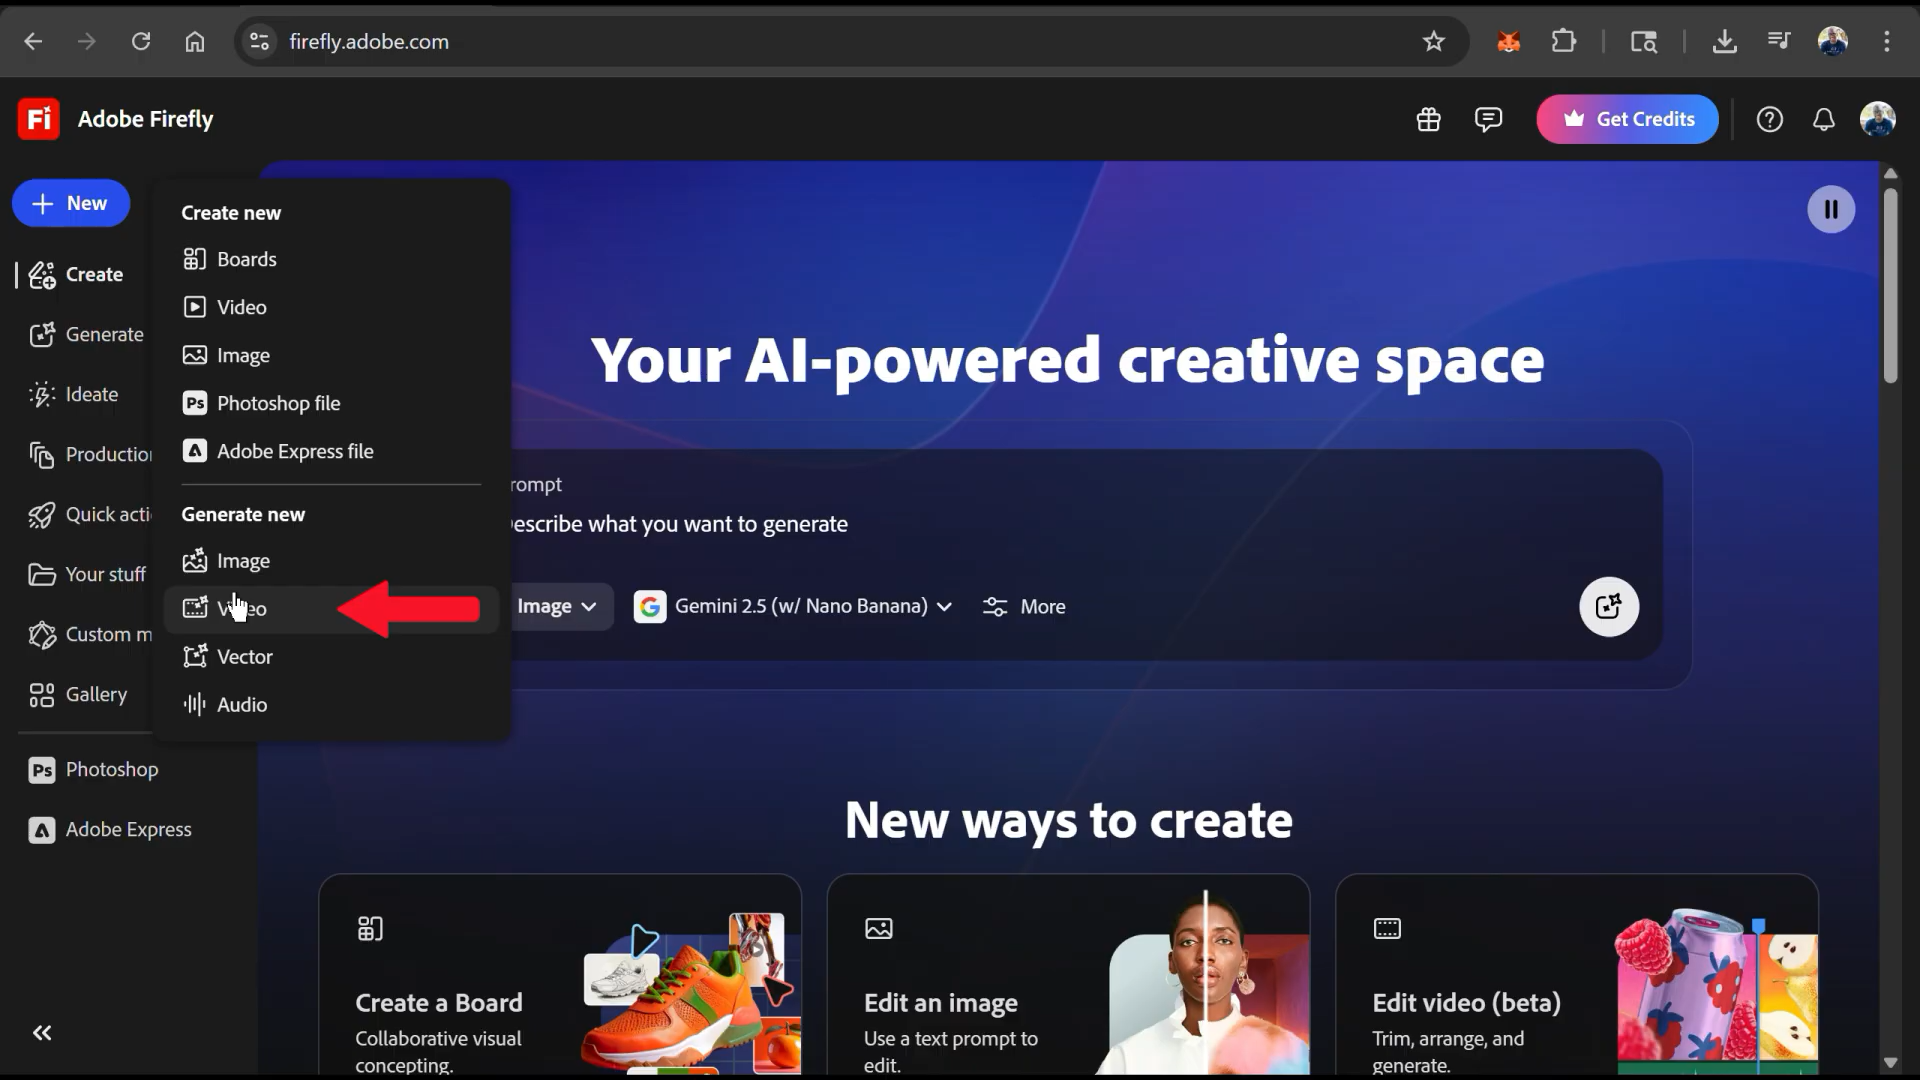 firefly.adobe.com
Fi
Adobe Firefly
Get Credits
New
Create
Generate
Ideate
Production
Quick acti
Your stuff
Custom m
Gallery
Ps Photoshop
Adobe Express
Create new
Boards
Video
Image
Ps Photoshop file
Adobe Express file
Generate new
Image
Video
Vector
Audio
Your AI-powered creative space
rompt
escribe what you want to generate
Image
G Gemini 2.5 (w/ Nano Banana)
More
New ways to create
Create a Board
Collaborative visual
concepting.
Edit an image
Use a text prompt to
edit.
Edit video (beta)
Trim, arrange, and
generate.